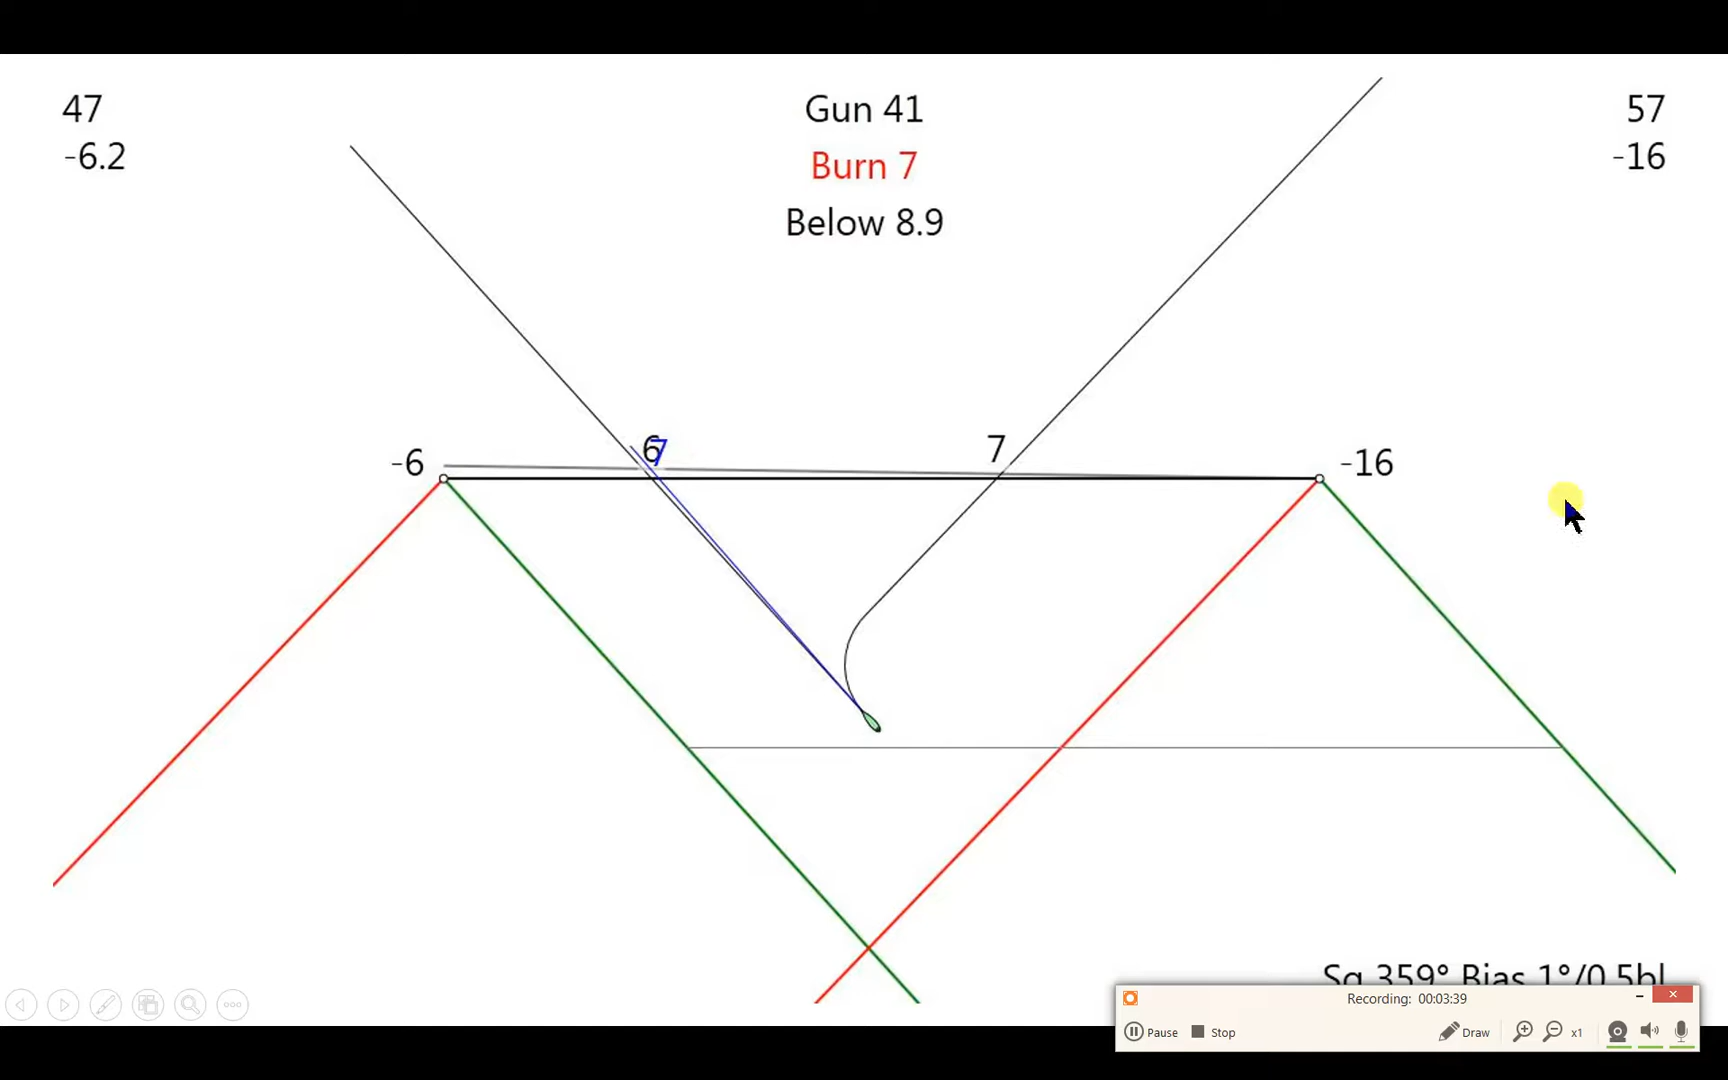 47
Gun 41
57
-6.2
Burn 7
-16
Below 8.9
-6
6
7
7
-16
Sq 359° Bias 1°/0.5bl
Recording: 00:03:39
Pause
Stop
Draw
x1